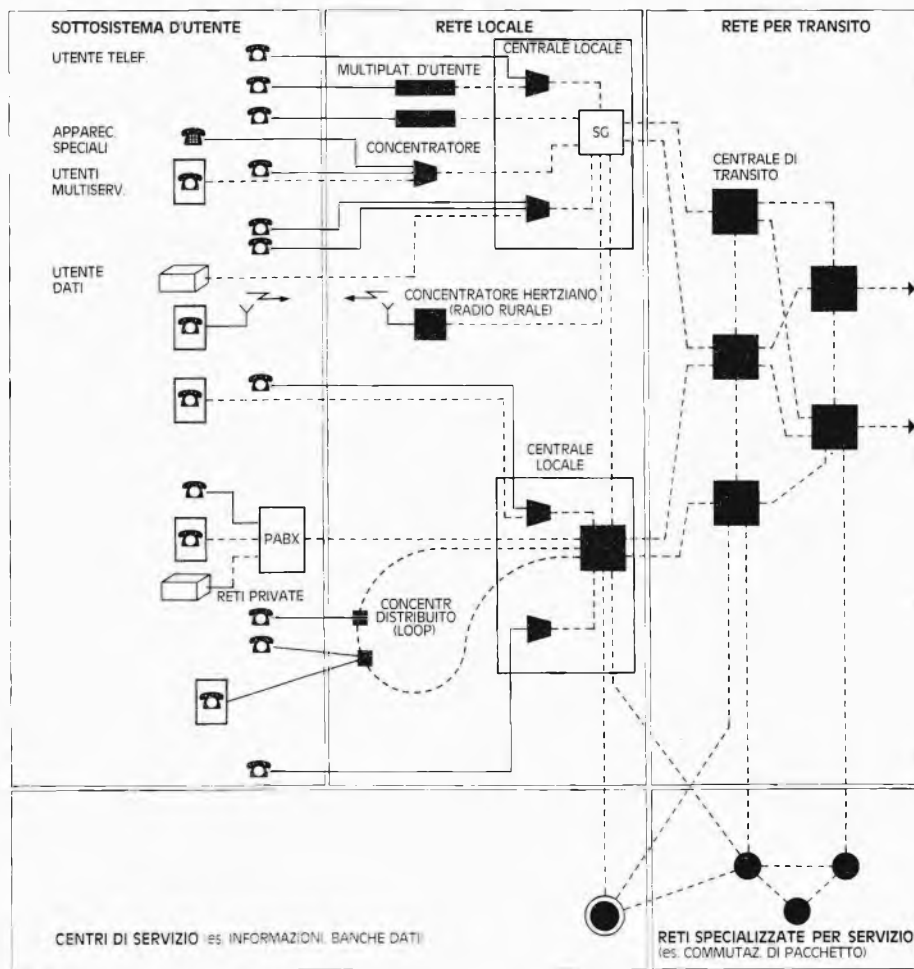 SOTTOSISTEMA D'UTENTE
RETE LOCALE
RETE PER TRANSITO
UTENTE TELEF.
CENTRALE LOCALE
MULTIPLAT. D'UTENTE
APPAREC.
SPECIALI
CONCENTRATORE
SG
UTENTI
MULTISERV.
CENTRALE DI
TRANSITO
UTENTE
DATI
CONCENTRATORE HERTZIANO
(RADIO RURALE)
CENTRALE
LOCALE
PABX
RETI PRIVATE
CONCENTR
DISTRIBUITO
(LOOP)
CENTRI DI SERVIZIO (es. INFORMAZIONI, BANCHE DATI)
RETI SPECIALIZZATE PER SERVIZIO
(es. COMMUTAZ. DI PACCHETTO)